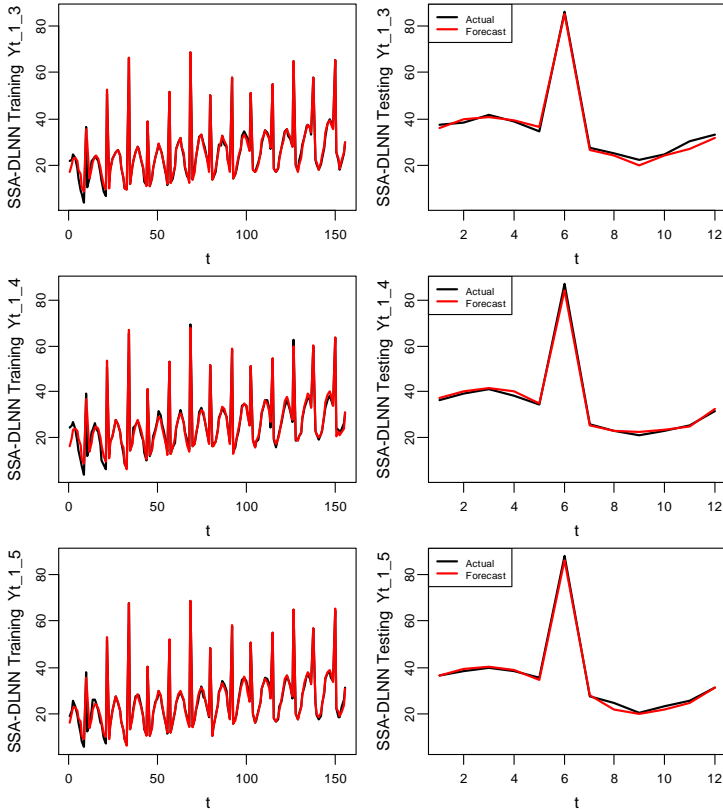 SSA-DLNN Training  Yt_1_3
20 40 60 80
0 50 100 150
t
SSA-DLNN Testing  Yt_1_3
20 40 60 80
Actual
Forecast
2 4 6 8 10 12
t
SSA-DLNN Training  Yt_1_4
20 40 60 80
0 50 100 150
t
SSA-DLNN Testing  Yt_1_4
20 40 60 80
Actual
Forecast
2 4 6 8 10 12
t
SSA-DLNN Training  Yt_1_5
20 40 60 80
0 50 100 150
t
SSA-DLNN Testing  Yt_1_5
20 40 60 80
Actual
Forecast
2 4 6 8 10 12
t